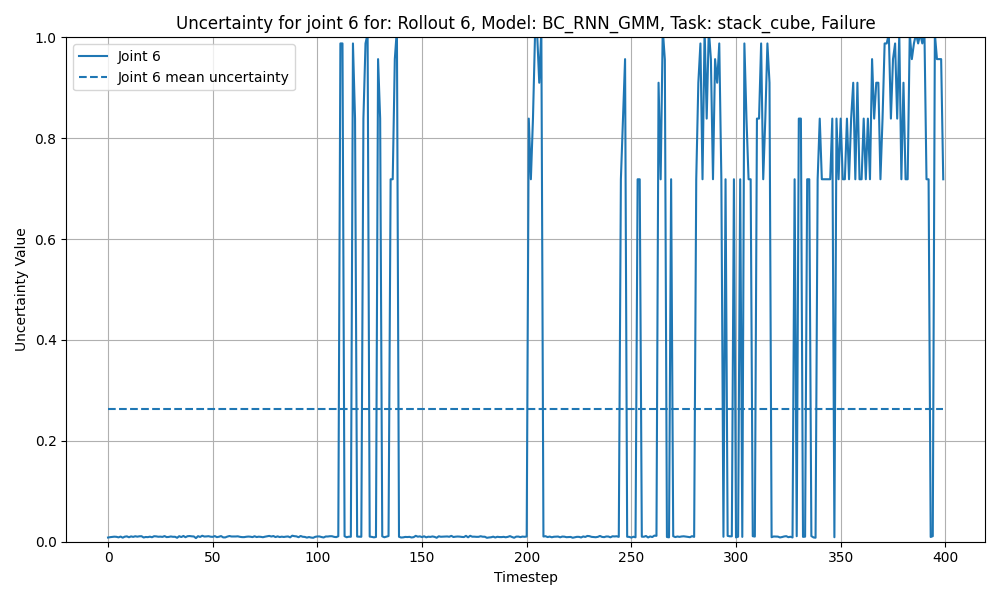 Uncertainty for joint 6 for: Rollout 6, Model: BC_RNN_GMM, Task: stack_cube, Failure
Joint 6
Joint 6 mean uncertainty
Uncertainty Value
1.0
0.8
0.6
0.4
0.2
0.0
0 50 100 150 200 250 300 350 400
Timestep